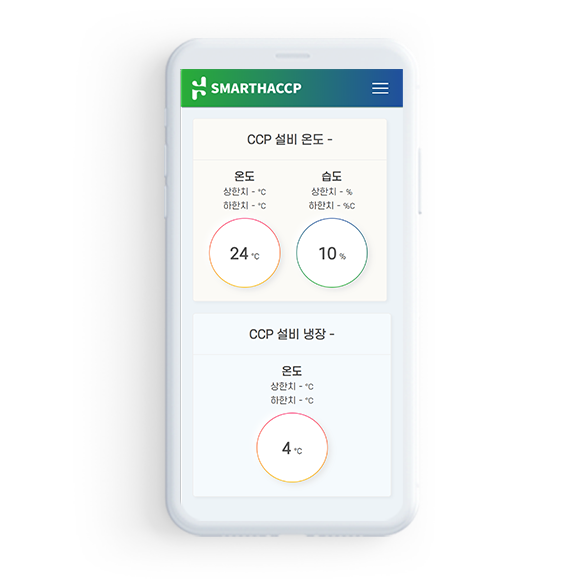 SMARTHACCP
CCP 설비 온도 -
온도
상한치 - °C
하한치 - °C
24 °C
습도
상한치 - %
하한치 - %C
10 %
CCP 설비 냉장 -
온도
상한치 - °C
하한치 - °C
4 °C